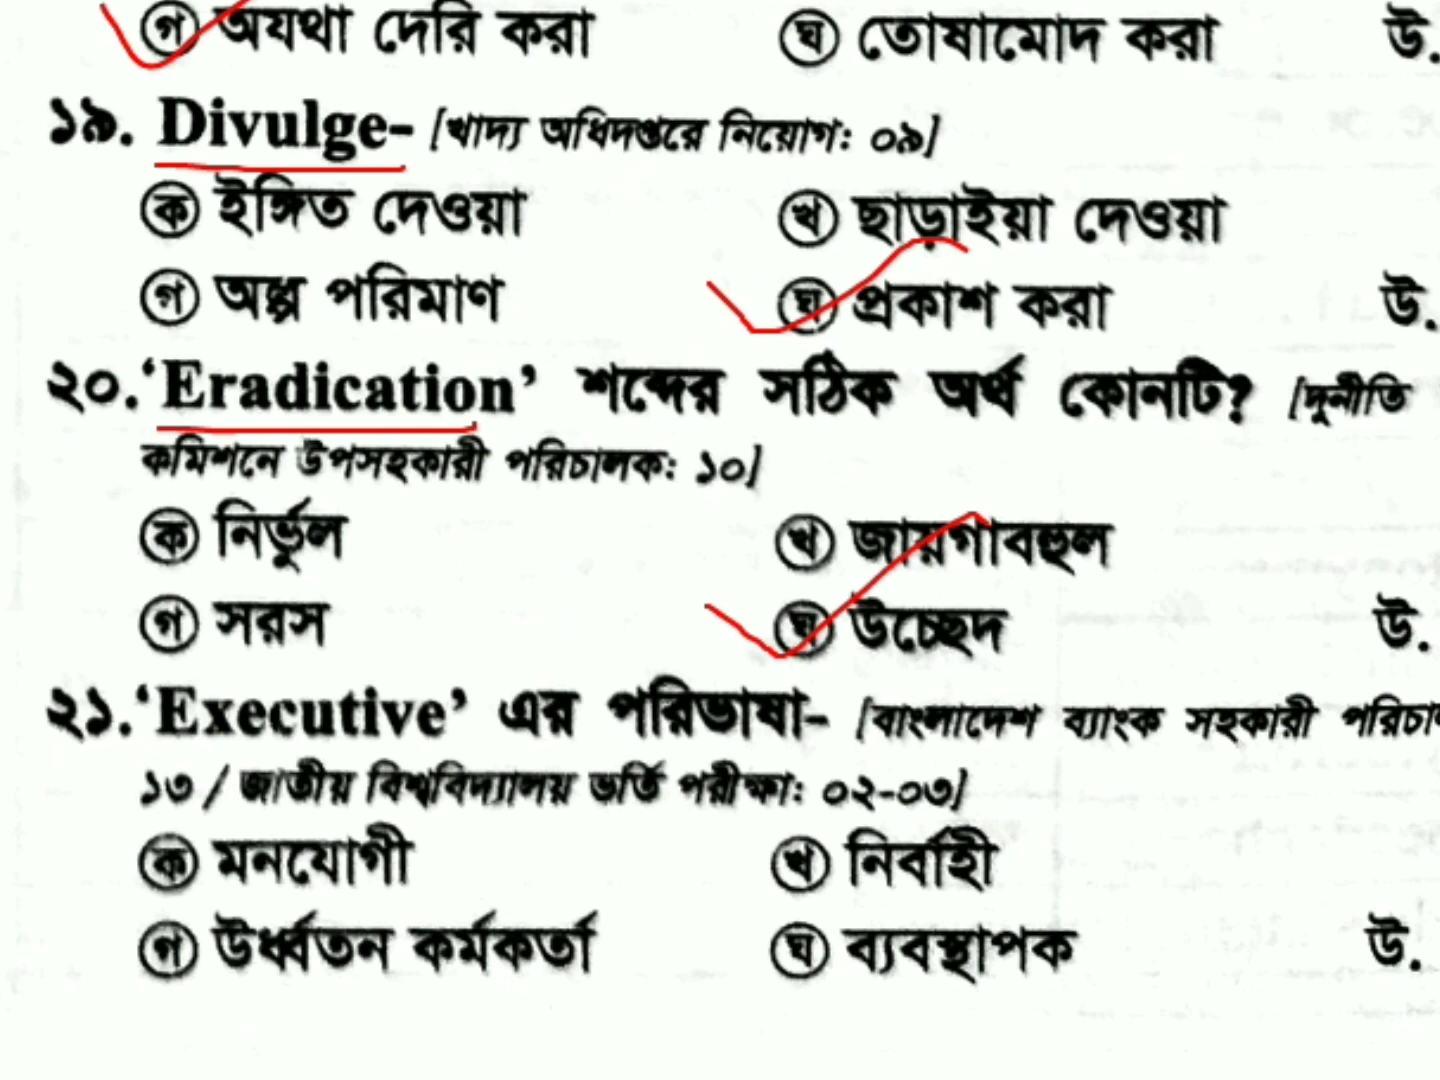 গ অযথা দেরি করা ঘ তোষামোদ করা উ.
১৯. Divulge- [খাদ্য অধিদপ্তরে নিয়োগ: ০৯]
ক ইঙ্গিত দেওয়া খ ছাড়াইয়া দেওয়া
গ অল্প পরিমাণ ঘ প্রকাশ করা উ.
২০. ‘Eradication’ শব্দের সঠিক অর্থ কোনটি? [দুর্নীতি
কমিশনে উপসহকারী পরিচালক: ১০]
ক নির্ভুল খ জায়গাবহুল
গ সরস ঘ উচ্ছেদ উ.
২১. ‘Executive’ এর পরিভাষা- [বাংলাদেশ ব্যাংক সহকারী
১৩ / জাতীয় বিশ্ববিদ্যালয় ভর্তি পরীক্ষা: ০২-০৩]
ক মনযোগী খ নির্বাহী
গ উর্ধ্বতন কর্মকর্তা ঘ ব্যবস্থাপক উ.